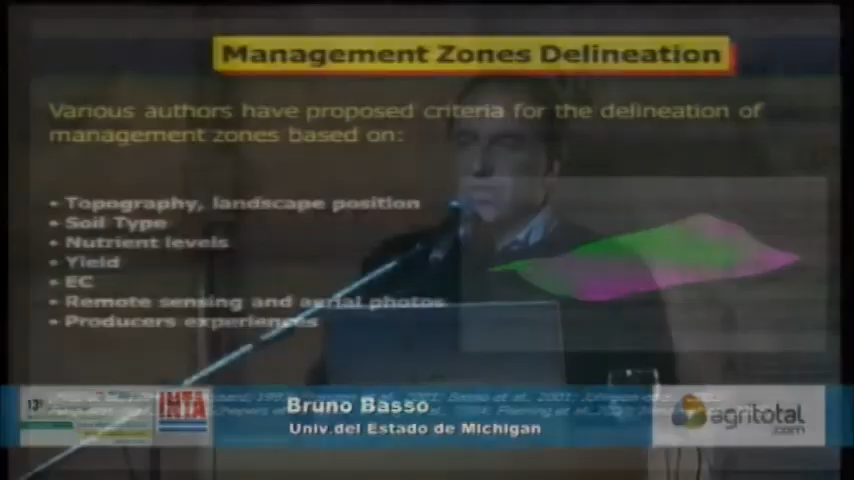 Management Zones Delineation
Various authors have proposed criteria for the delineation of
management zones based on:
• Topography, landscape position
• Soil Type
• Nutrient levels
• Yield
• EC
• Remote sensing and aerial photos
• Producers experiences
13º
INTA
Bruno Basso
Univ.del Estado de Michigan
agritotal
.com